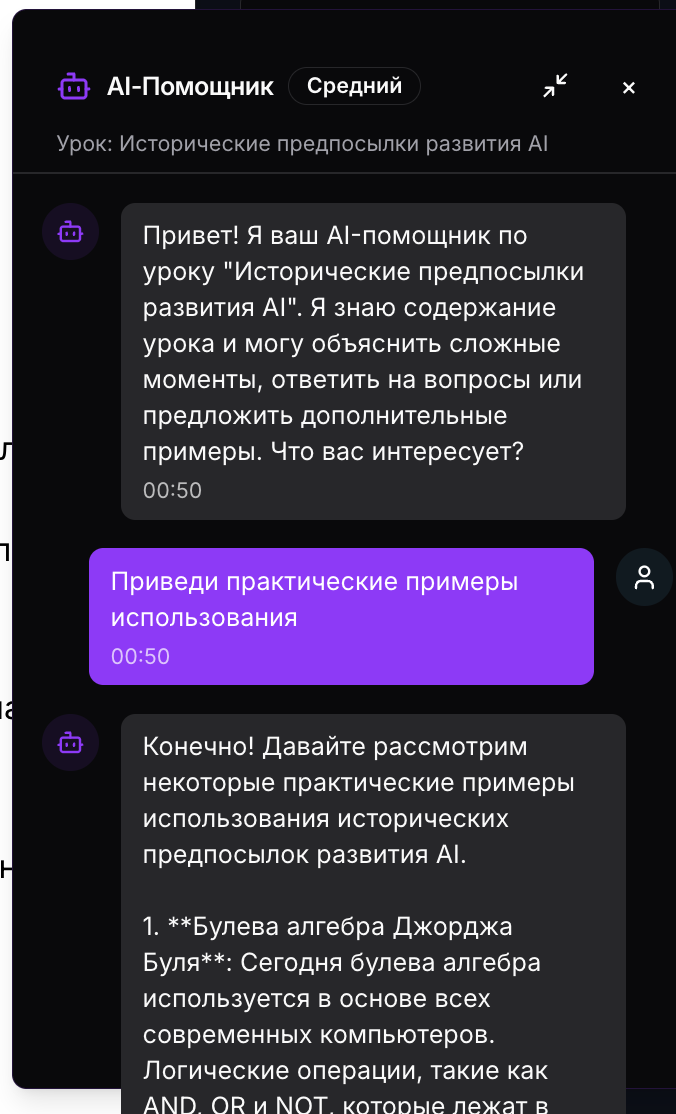 AI-Помощник
Средний
Урок: Исторические предпосылки развития AI
Привет! Я ваш AI-помощник по
уроку "Исторические предпосылки
развития AI". Я знаю содержание
урока и могу объяснить сложные
моменты, ответить на вопросы или
предложить дополнительные
примеры. Что вас интересует?
00:50
Приведи практические примеры
использования
00:50
Конечно! Давайте рассмотрим
некоторые практические примеры
использования исторических
предпосылок развития AI.
1. **Булева алгебра Джорджа
Буля**: Сегодня булева алгебра
используется в основе всех
современных компьютеров.
Логические операции, такие как
AND, OR и NOT, которые лежат в